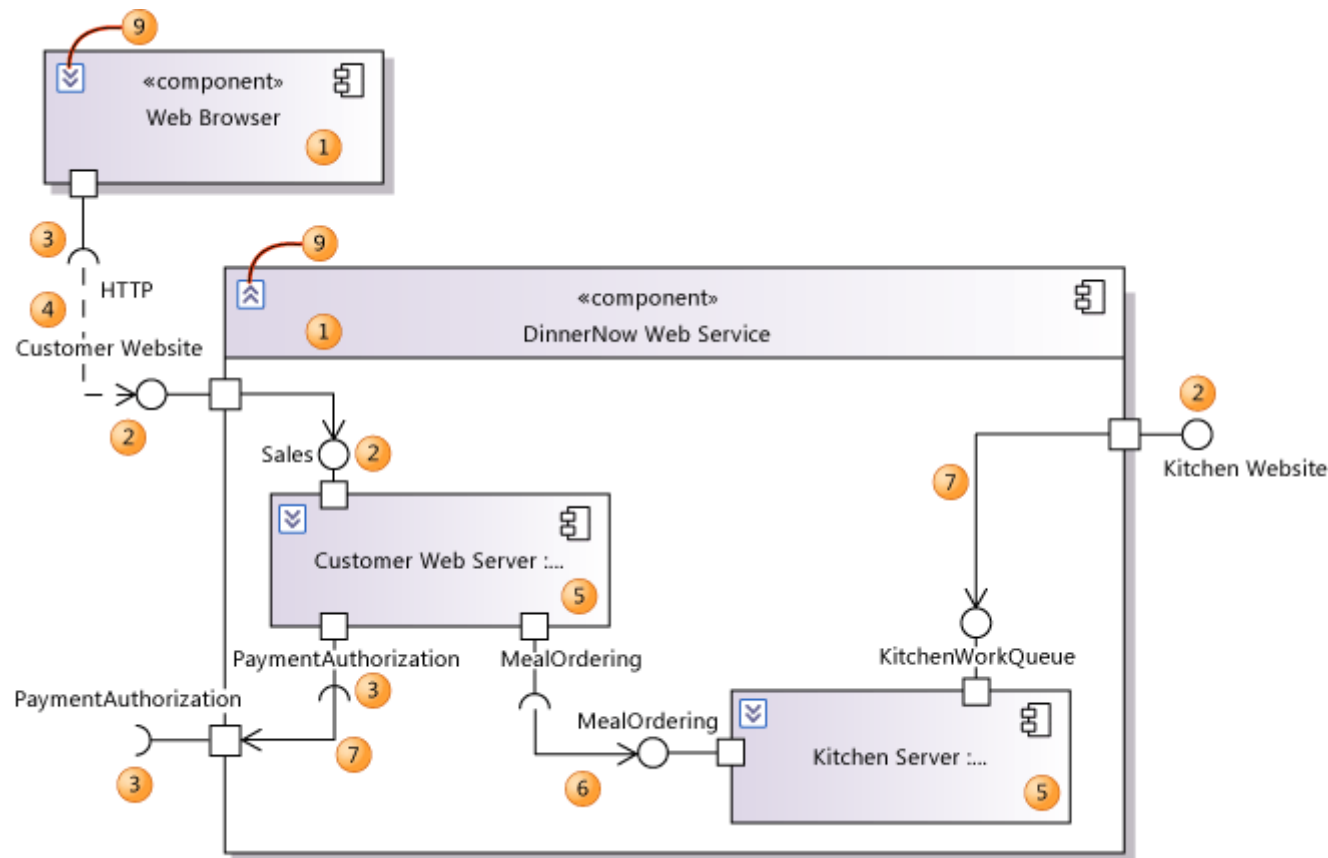 9
«component»
Web Browser
1
3
9
HTTP
4
«component»
1
DinnerNow Web Service
Customer Website
2
2
Sales
2
7
Kitchen Website
Customer Web Server :...
5
PaymentAuthorization
MealOrdering
KitchenWorkQueue
3
PaymentAuthorization
MealOrdering
7
Kitchen Server :...
3
6
5